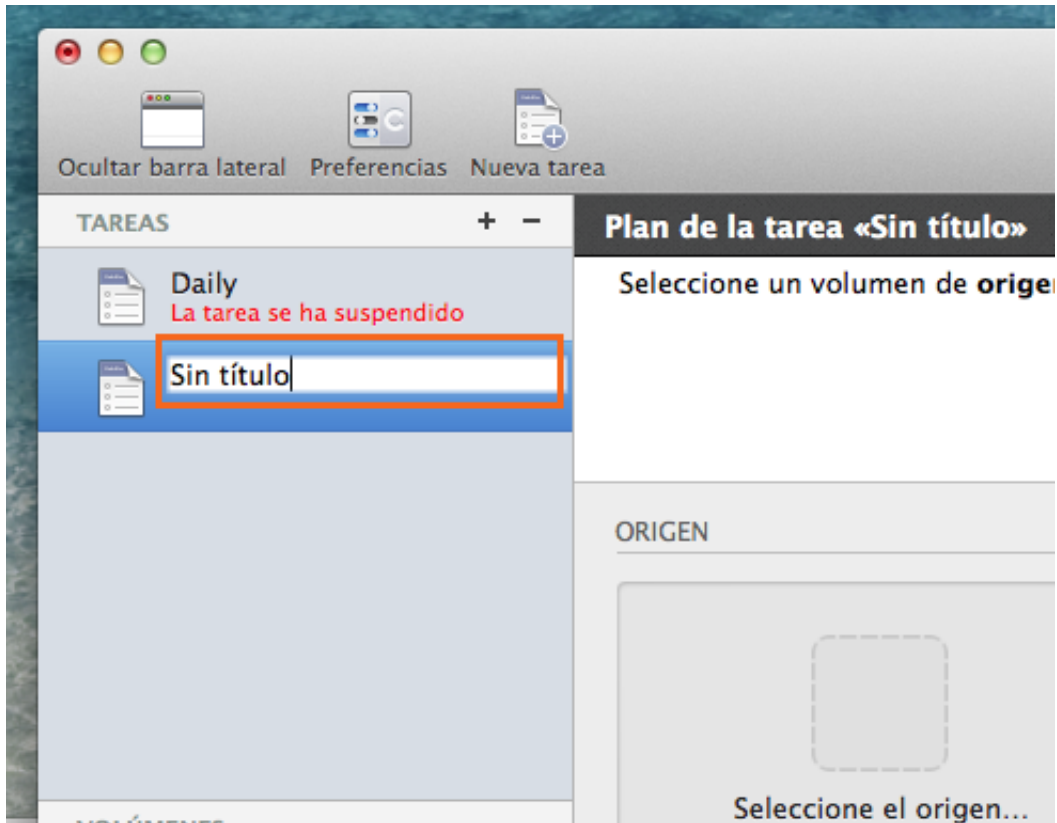 Ocultar barra lateral Preferencias Nueva tarea
TAREAS + −
Plan de la tarea «Sin título»
Daily
La tarea se ha suspendido
Seleccione un volumen de
Sin título
ORIGEN
Seleccione el origen...